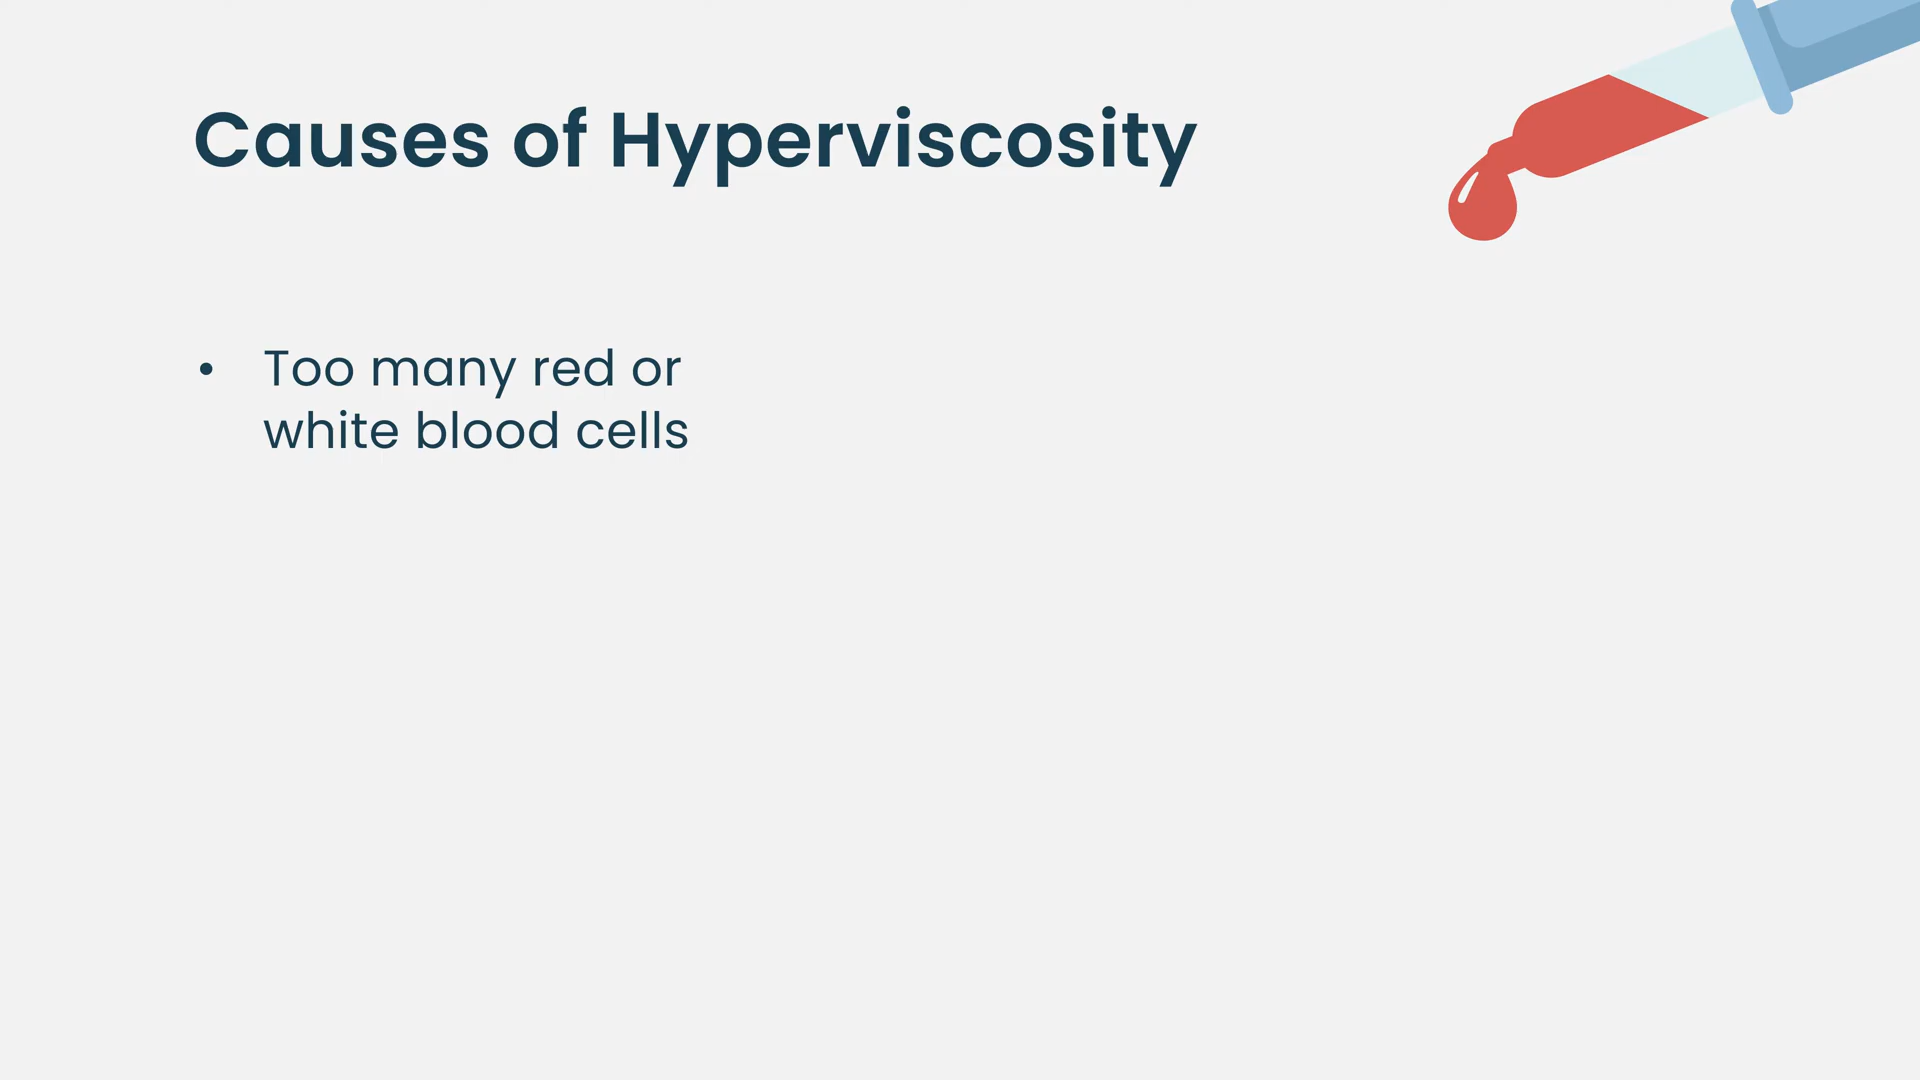 Causes of Hyperviscosity
• Too many red or
white blood cells